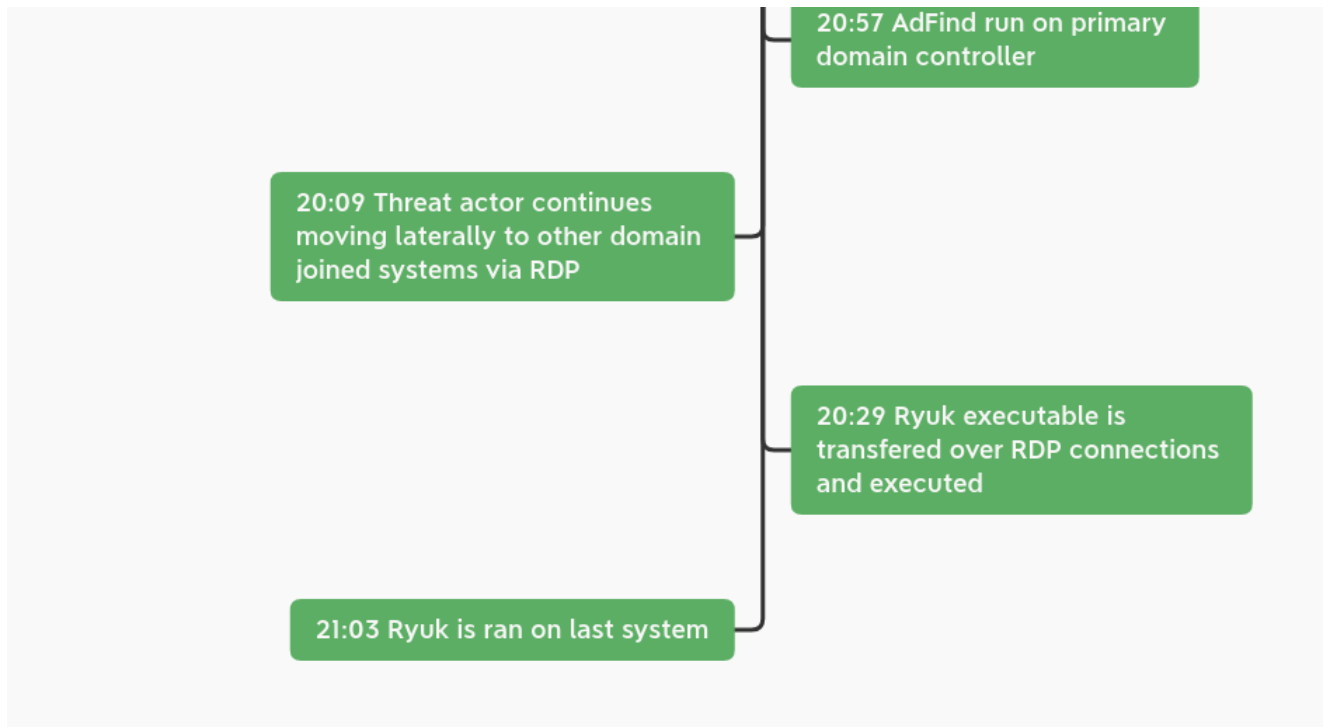 20:57 AdFind run on primary
domain controller
20:09 Threat actor continues
moving laterally to other domain
joined systems via RDP
20:29 Ryuk executable is
transfered over RDP connections
and executed
21:03 Ryuk is ran on last system